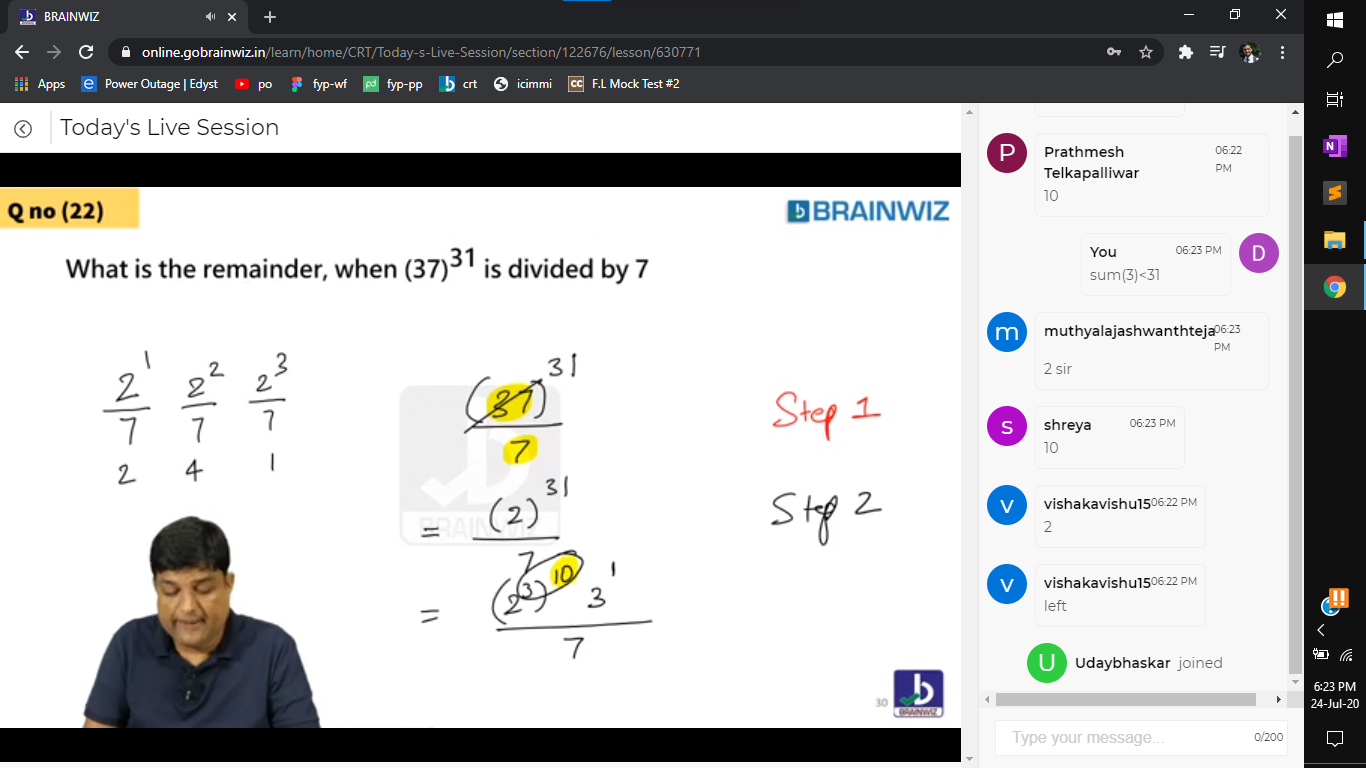 BRAINWIZ
online.gobrainwiz.in/learn/home/CRT/Today-s-Live-Session/section/122676/lesson/630771
Apps Power Outage | Edyst po fyp-wf fyp-pp crt icimmi F.L Mock Test #2
Today's Live Session
Q no (22)
BRAINWIZ
What is the remainder, when (37)^31 is divided by 7
2^1 2^2 2^3
7 7 7
2 4 1
(37)^31
7
= (2)^31
7
= (2^3)^10 3^1
7
Step 1
Step 2
BRAINWIZ
30
BRAINWIZ
P
Prathmesh 06:22
Telkapalliwar PM
10
You 06:23 PM
D
sum(3)<31
m
muthyalajashwanthteja 06:23
PM
2 sir
s
shreya 06:23 PM
10
v
vishakavishu15 06:22 PM
2
v
vishakavishu15 06:22 PM
left
U Udaybhaskar joined
Type your message... 0/200
6:23 PM
24-Jul-20